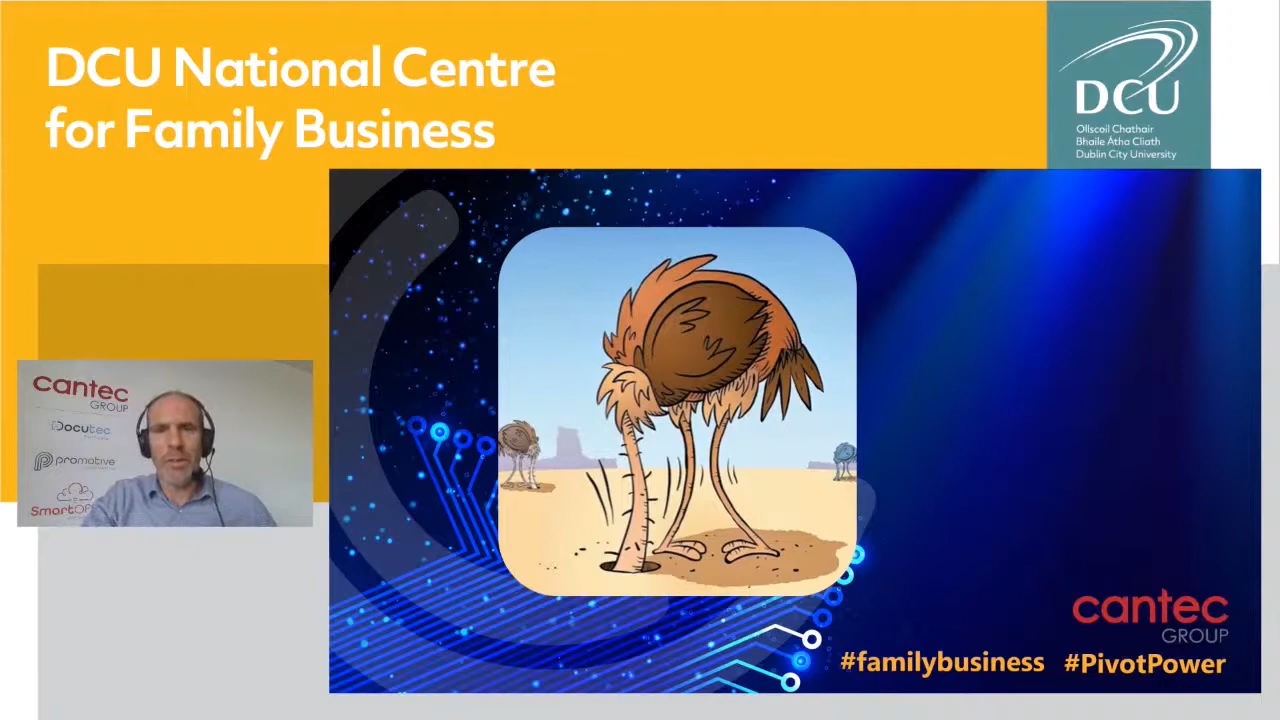 DCU National Centre
for Family Business
DCU
Ollscoil Chathair
Bhaile Átha Cliath
Dublin City University
cantec
GROUP
Docutec
promotive
cantec
GROUP
#familybusiness #PivotPower